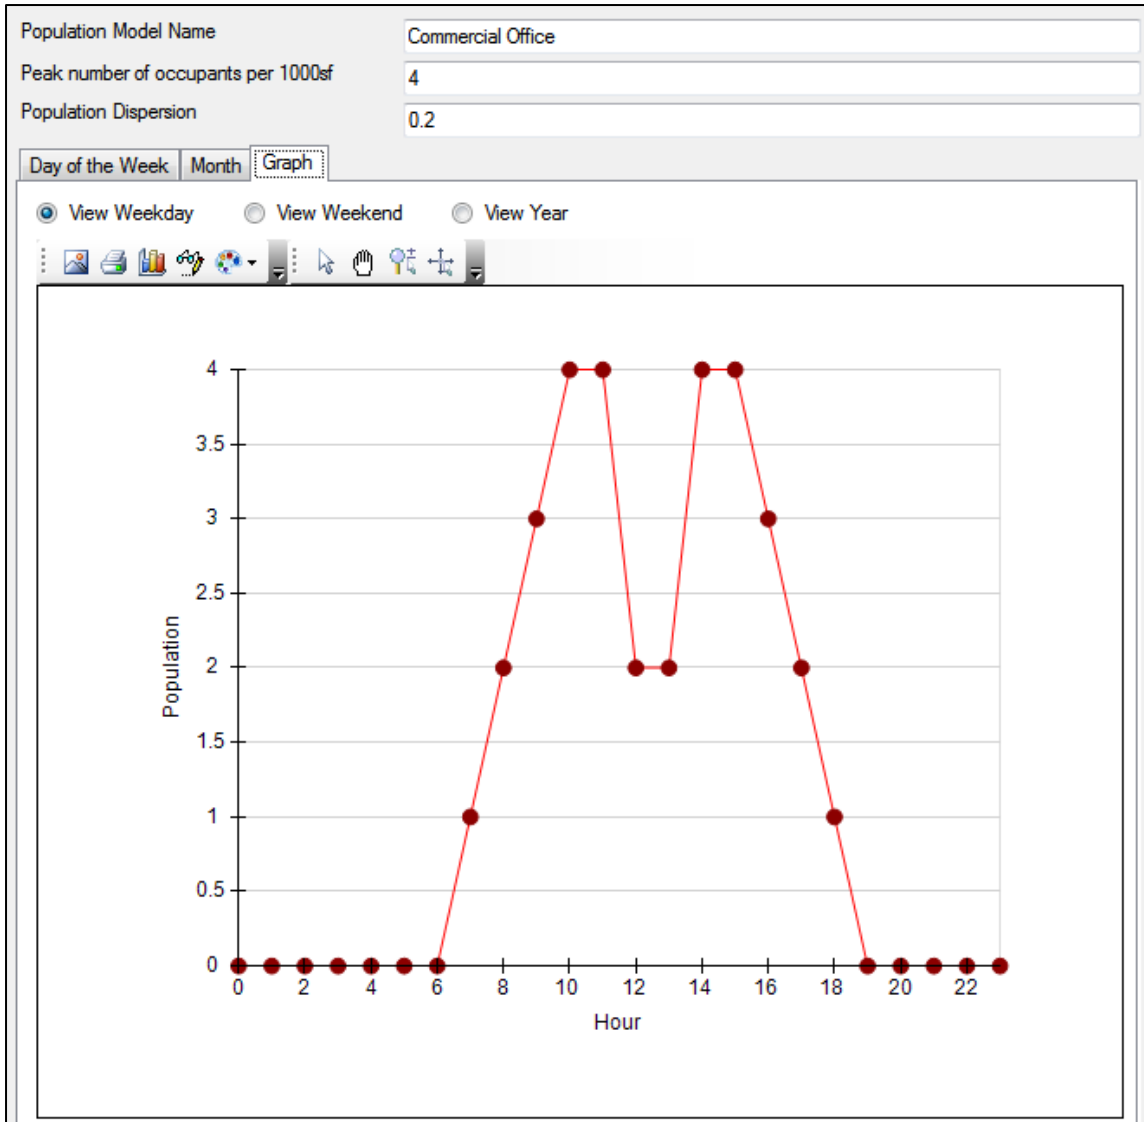 Population Model Name Commercial Office
Peak number of occupants per 1000sf 4
Population Dispersion 0.2
Day of the Week Month Graph
View Weekday View Weekend View Year
4
3.5
3
2.5
2
1.5
1
0.5
0
Population
0 2 4 6 8 10 12 14 16 18 20 22
Hour